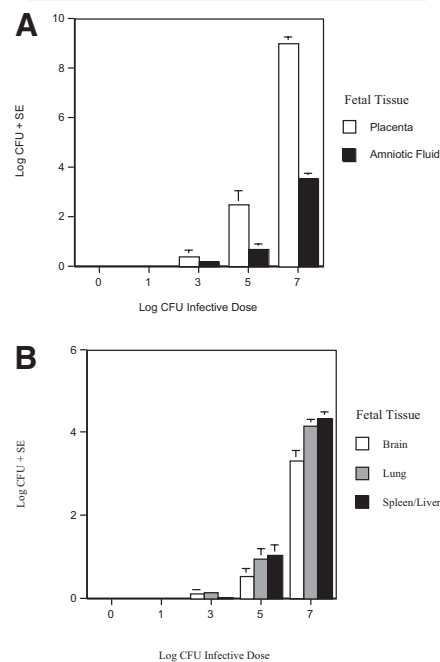 A
10
8
6
4
2
0
Log CFU + SE
0 1 3 5 7
Log CFU Infective Dose
Fetal Tissue
Placenta
Amniotic Fluid
B
6
4
2
0
Log CFU + SE
0 1 3 5 7
Log CFU Infective Dose
Fetal Tissue
Brain
Lung
Spleen/Liver